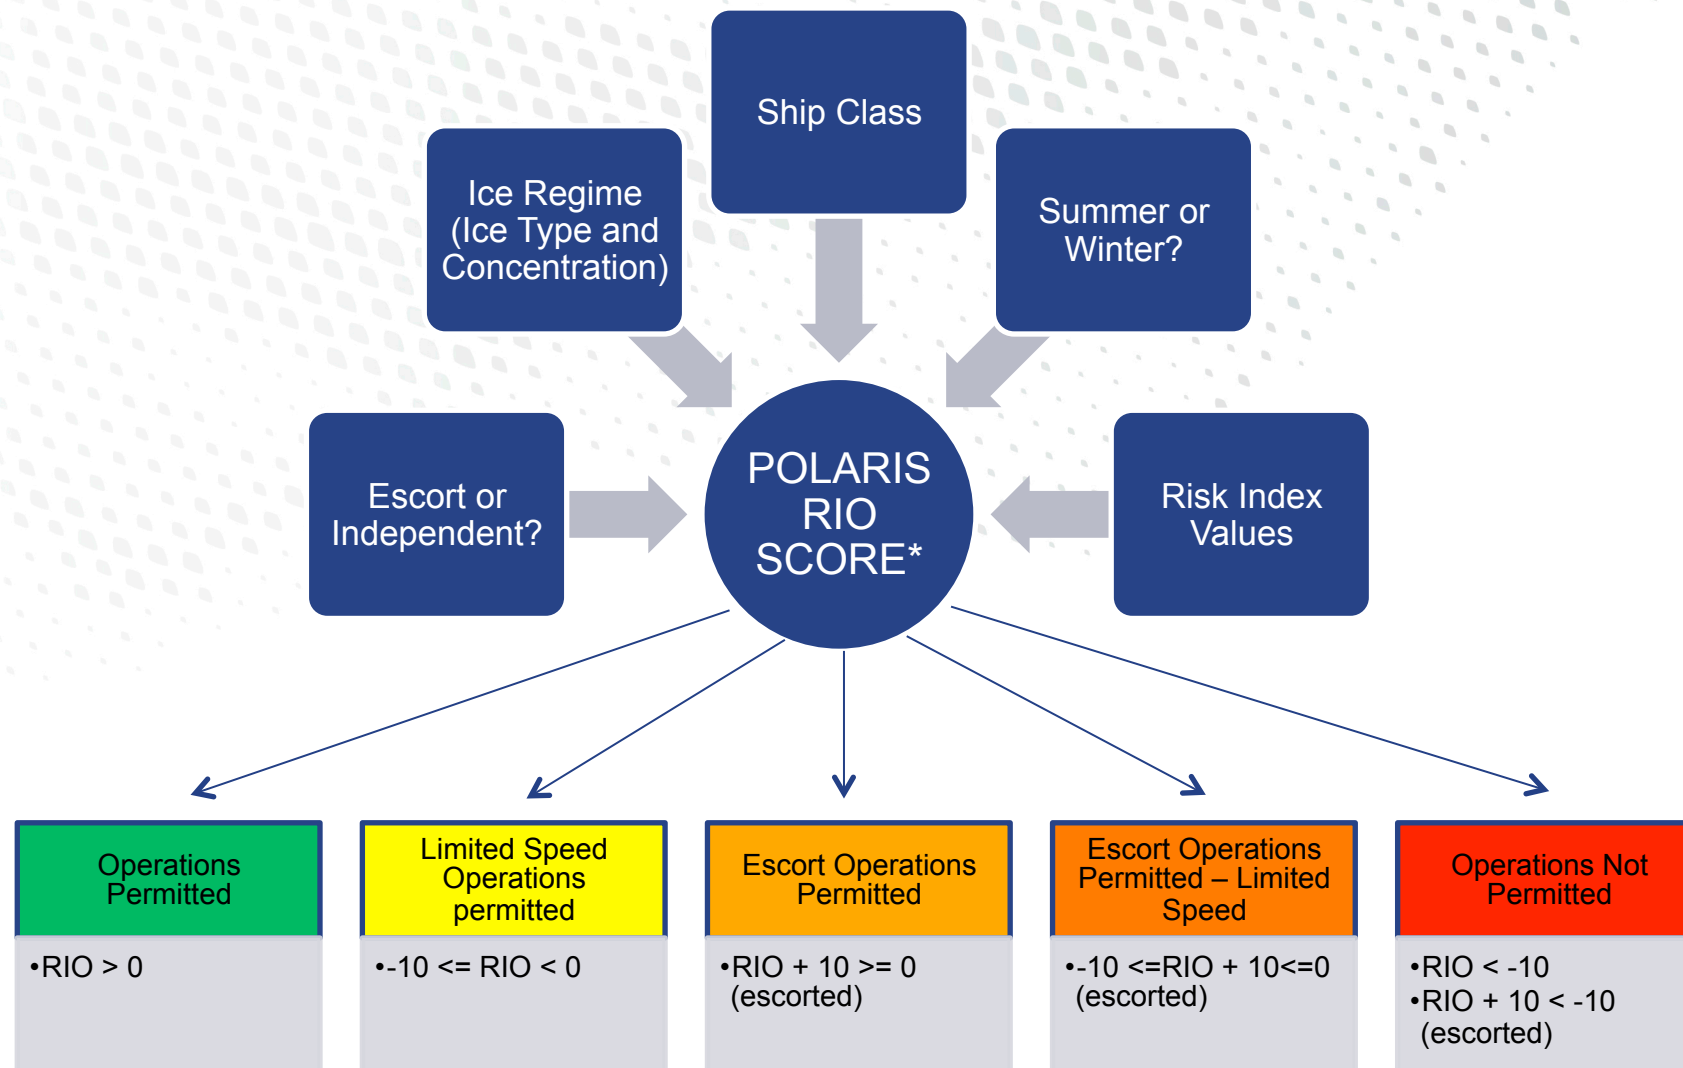 Ship Class
Ice Regime
(Ice Type and
Concentration)
Summer or
Winter?
Escort or
Independent?
POLARIS
RIO
SCORE*
Risk Index
Values
Operations
Permitted
•RIO > 0
Limited Speed
Operations
permitted
•-10 <= RIO < 0
Escort Operations
Permitted
•RIO + 10 >= 0
(escorted)
Escort Operations
Permitted – Limited
Speed
•-10 <=RIO + 10<=0
(escorted)
Operations Not
Permitted
•RIO < -10
•RIO + 10 < -10
(escorted)